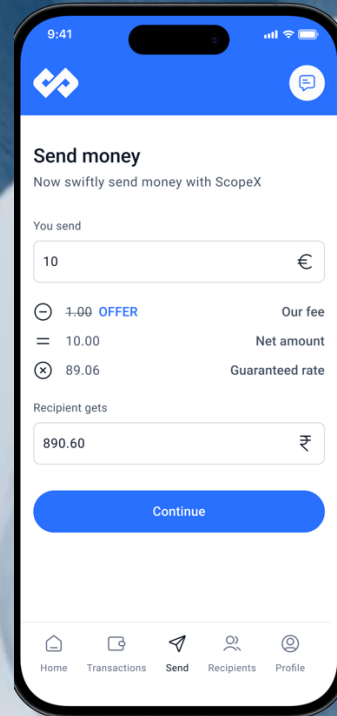 9:41
Send money
Now swiftly send money with ScopeX
You send
10 €
1.00 OFFER Our fee
= 10.00 Net amount
89.06 Guaranteed rate
Recipient gets
890.60 ₹
Continue
Home Transactions Send Recipients Profile